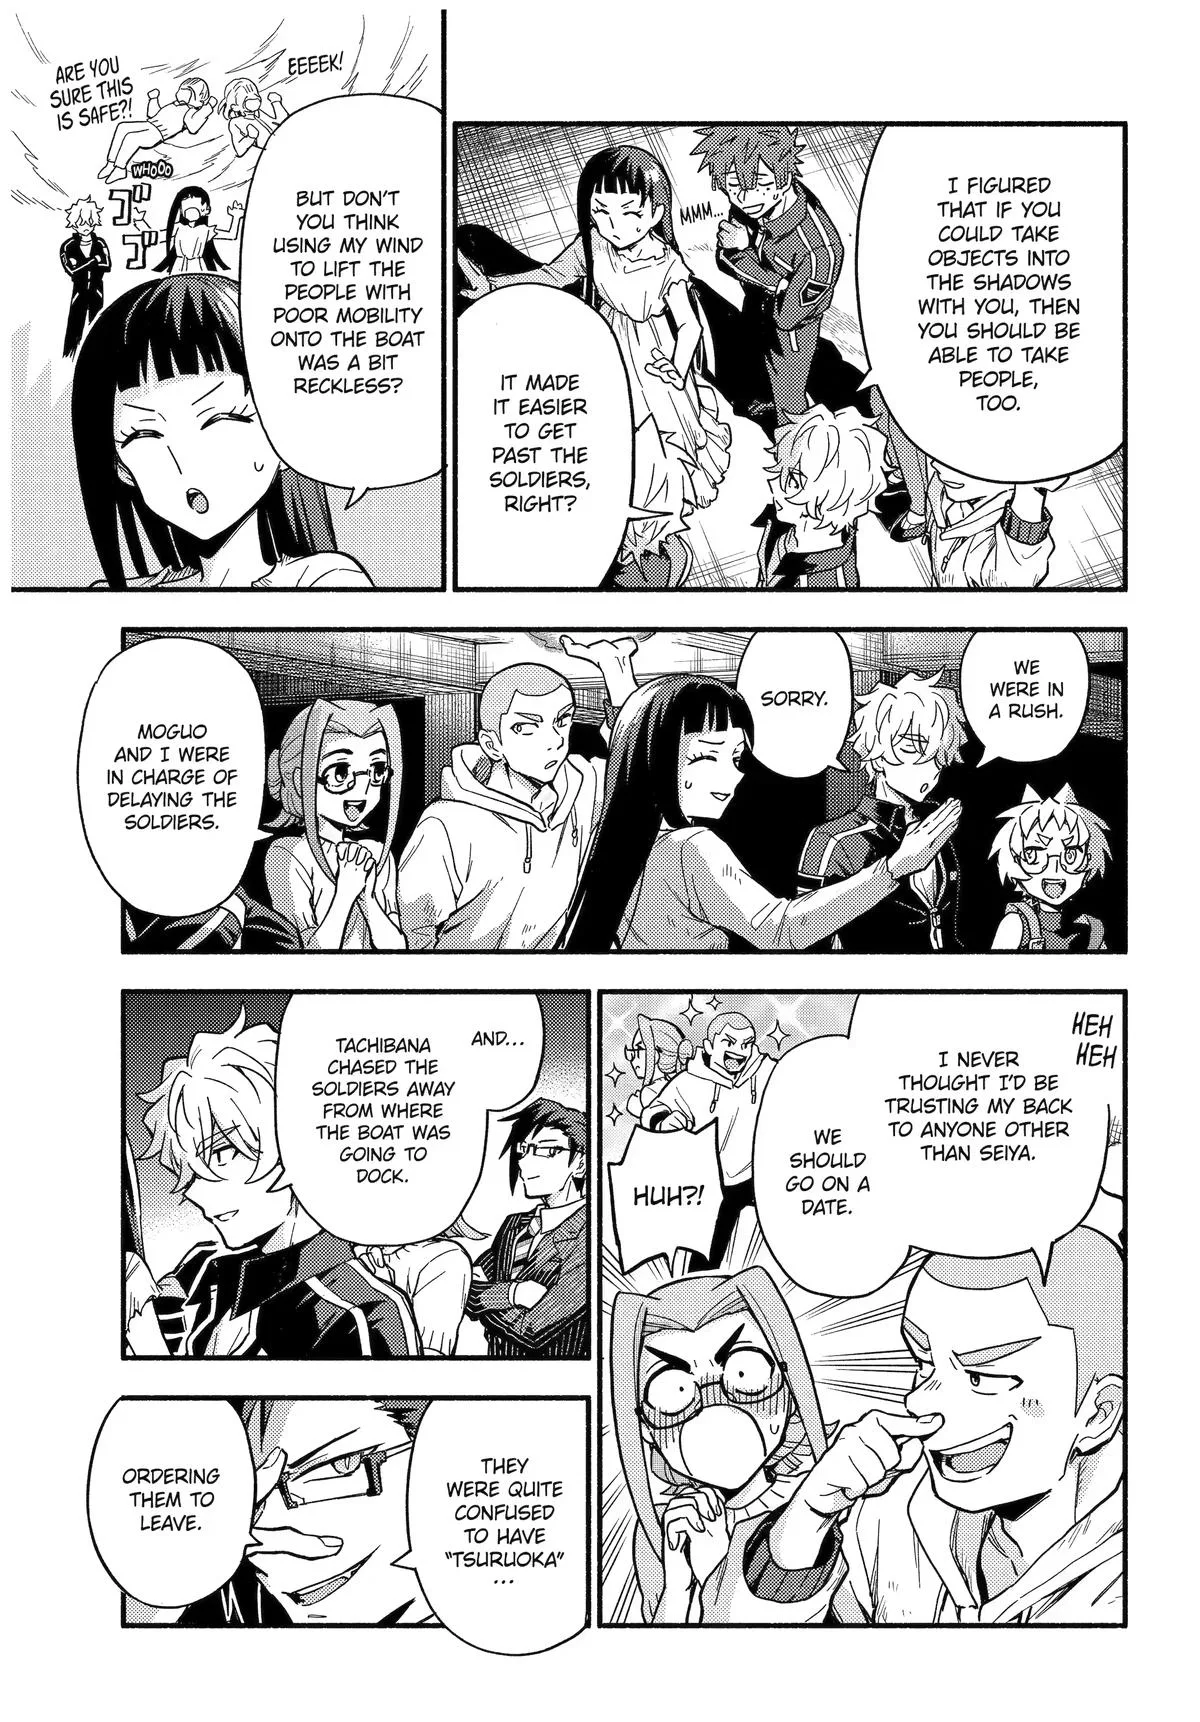 I FIGURED
THAT IF YOU
COULD TAKE
OBJECTS INTO
THE SHADOWS
WITH YOU, THEN
YOU SHOULD BE
ABLE TO TAKE
PEOPLE,
TOO.
MMM...
IT MADE
IT EASIER
TO GET
PAST THE
SOLDIERS,
RIGHT?
BUT DON'T
YOU THINK
USING MY WIND
TO LIFT THE
PEOPLE WITH
POOR MOBILITY
ONTO THE BOAT
WAS A BIT
RECKLESS?
EEEEK!
ARE YOU
SURE THIS
IS SAFE?!
WHOOO
ゴゴ
WE
WERE IN
A RUSH.
SORRY.
MOGUO
AND I WERE
IN CHARGE OF
DELAYING THE
SOLDIERS.
HEH
HEH
I NEVER
THOUGHT I'D BE
TRUSTING MY BACK
TO ANYONE OTHER
THAN SEIYA.
WE
SHOULD
GO ON A
DATE.
HUH?!
AND...
TACHIBANA
CHASED THE
SOLDIERS AWAY
FROM WHERE
THE BOAT WAS
GOING TO
DOCK.
THEY
WERE QUITE
CONFUSED
TO HAVE
"TSURUOKA"
...
ORDERING
THEM TO
LEAVE.